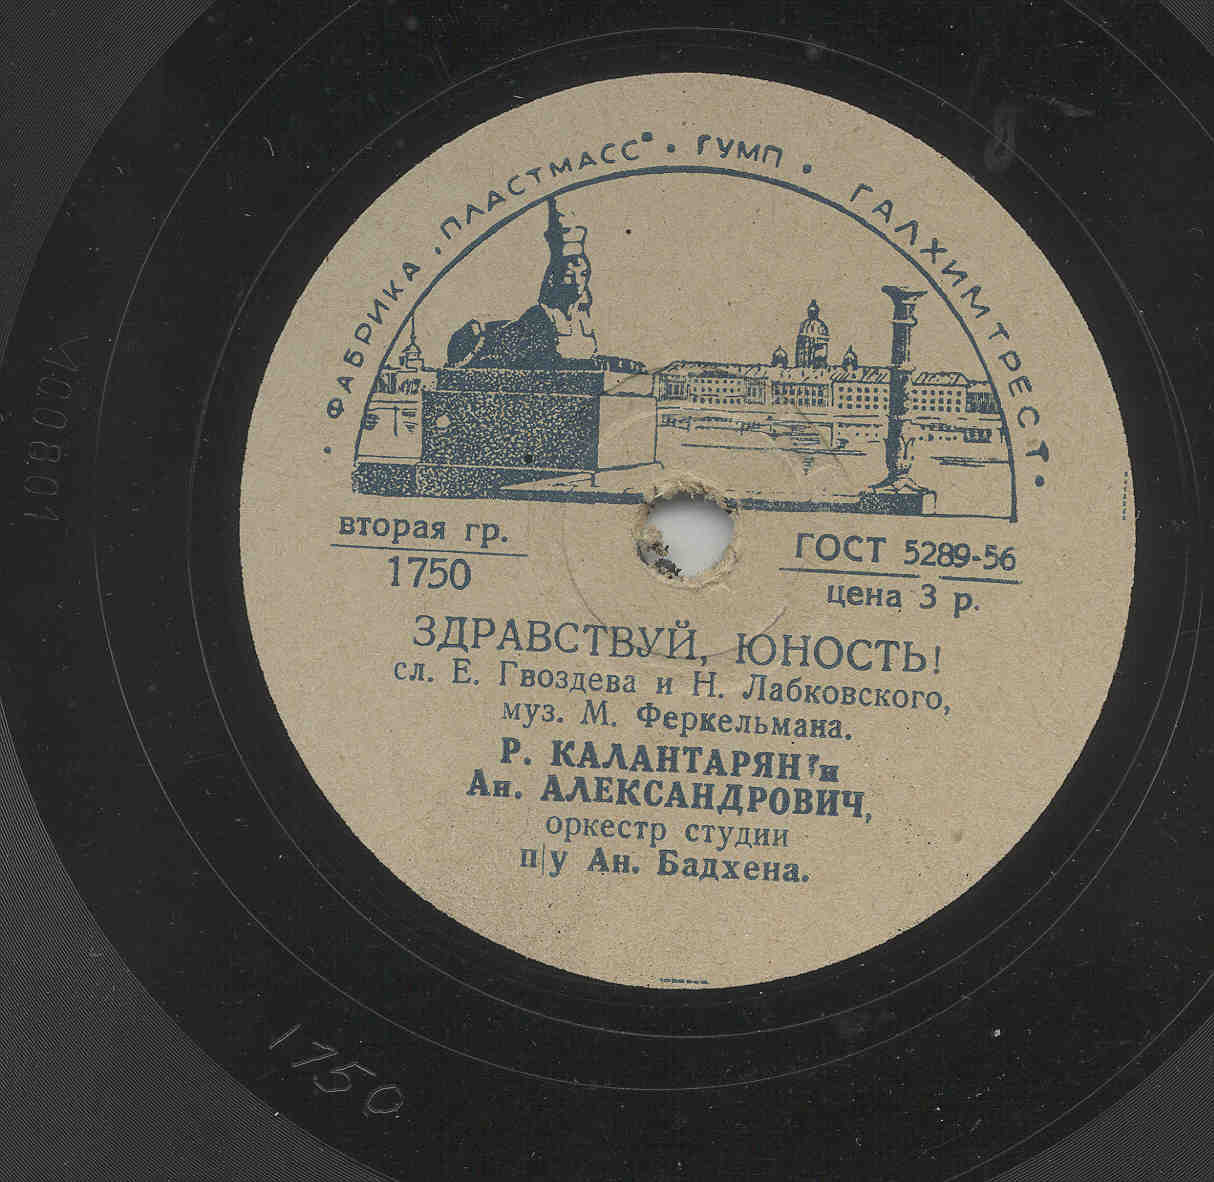 • ФАБРИКА „ПЛАСТМАСС“ • ГУМП • ГАЛХИМТРЕСТ •
вторая гр.
1750
ГОСТ 5289-56
цена 3 р.
ЗДРАВСТВУЙ, ЮНОСТЬ!
сл. Е. Гвоздева и Н. Лабковского,
муз. М. Феркельмана.
Р. КАЛАНТАРЯН и
Ан. АЛЕКСАНДРОВИЧ,
оркестр студии
п/у Ан. Бадхена.
1750